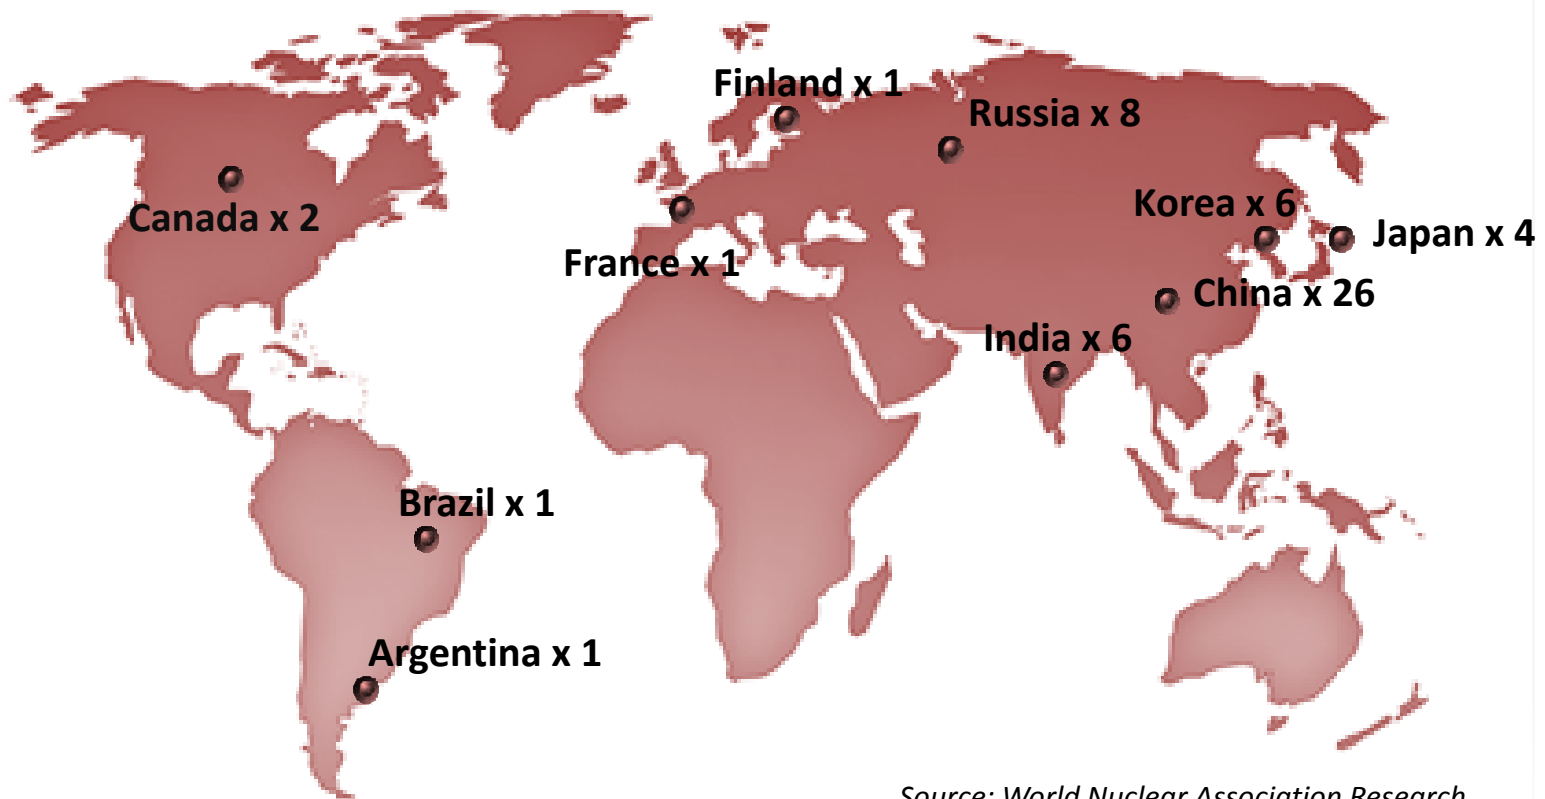 Finland x 1
Russia x 8
Canada x 2
Korea x 6
Japan x 4
France x 1
China x 26
India x 6
Brazil x 1
Argentina x 1
Source: World Nuclear Association Research